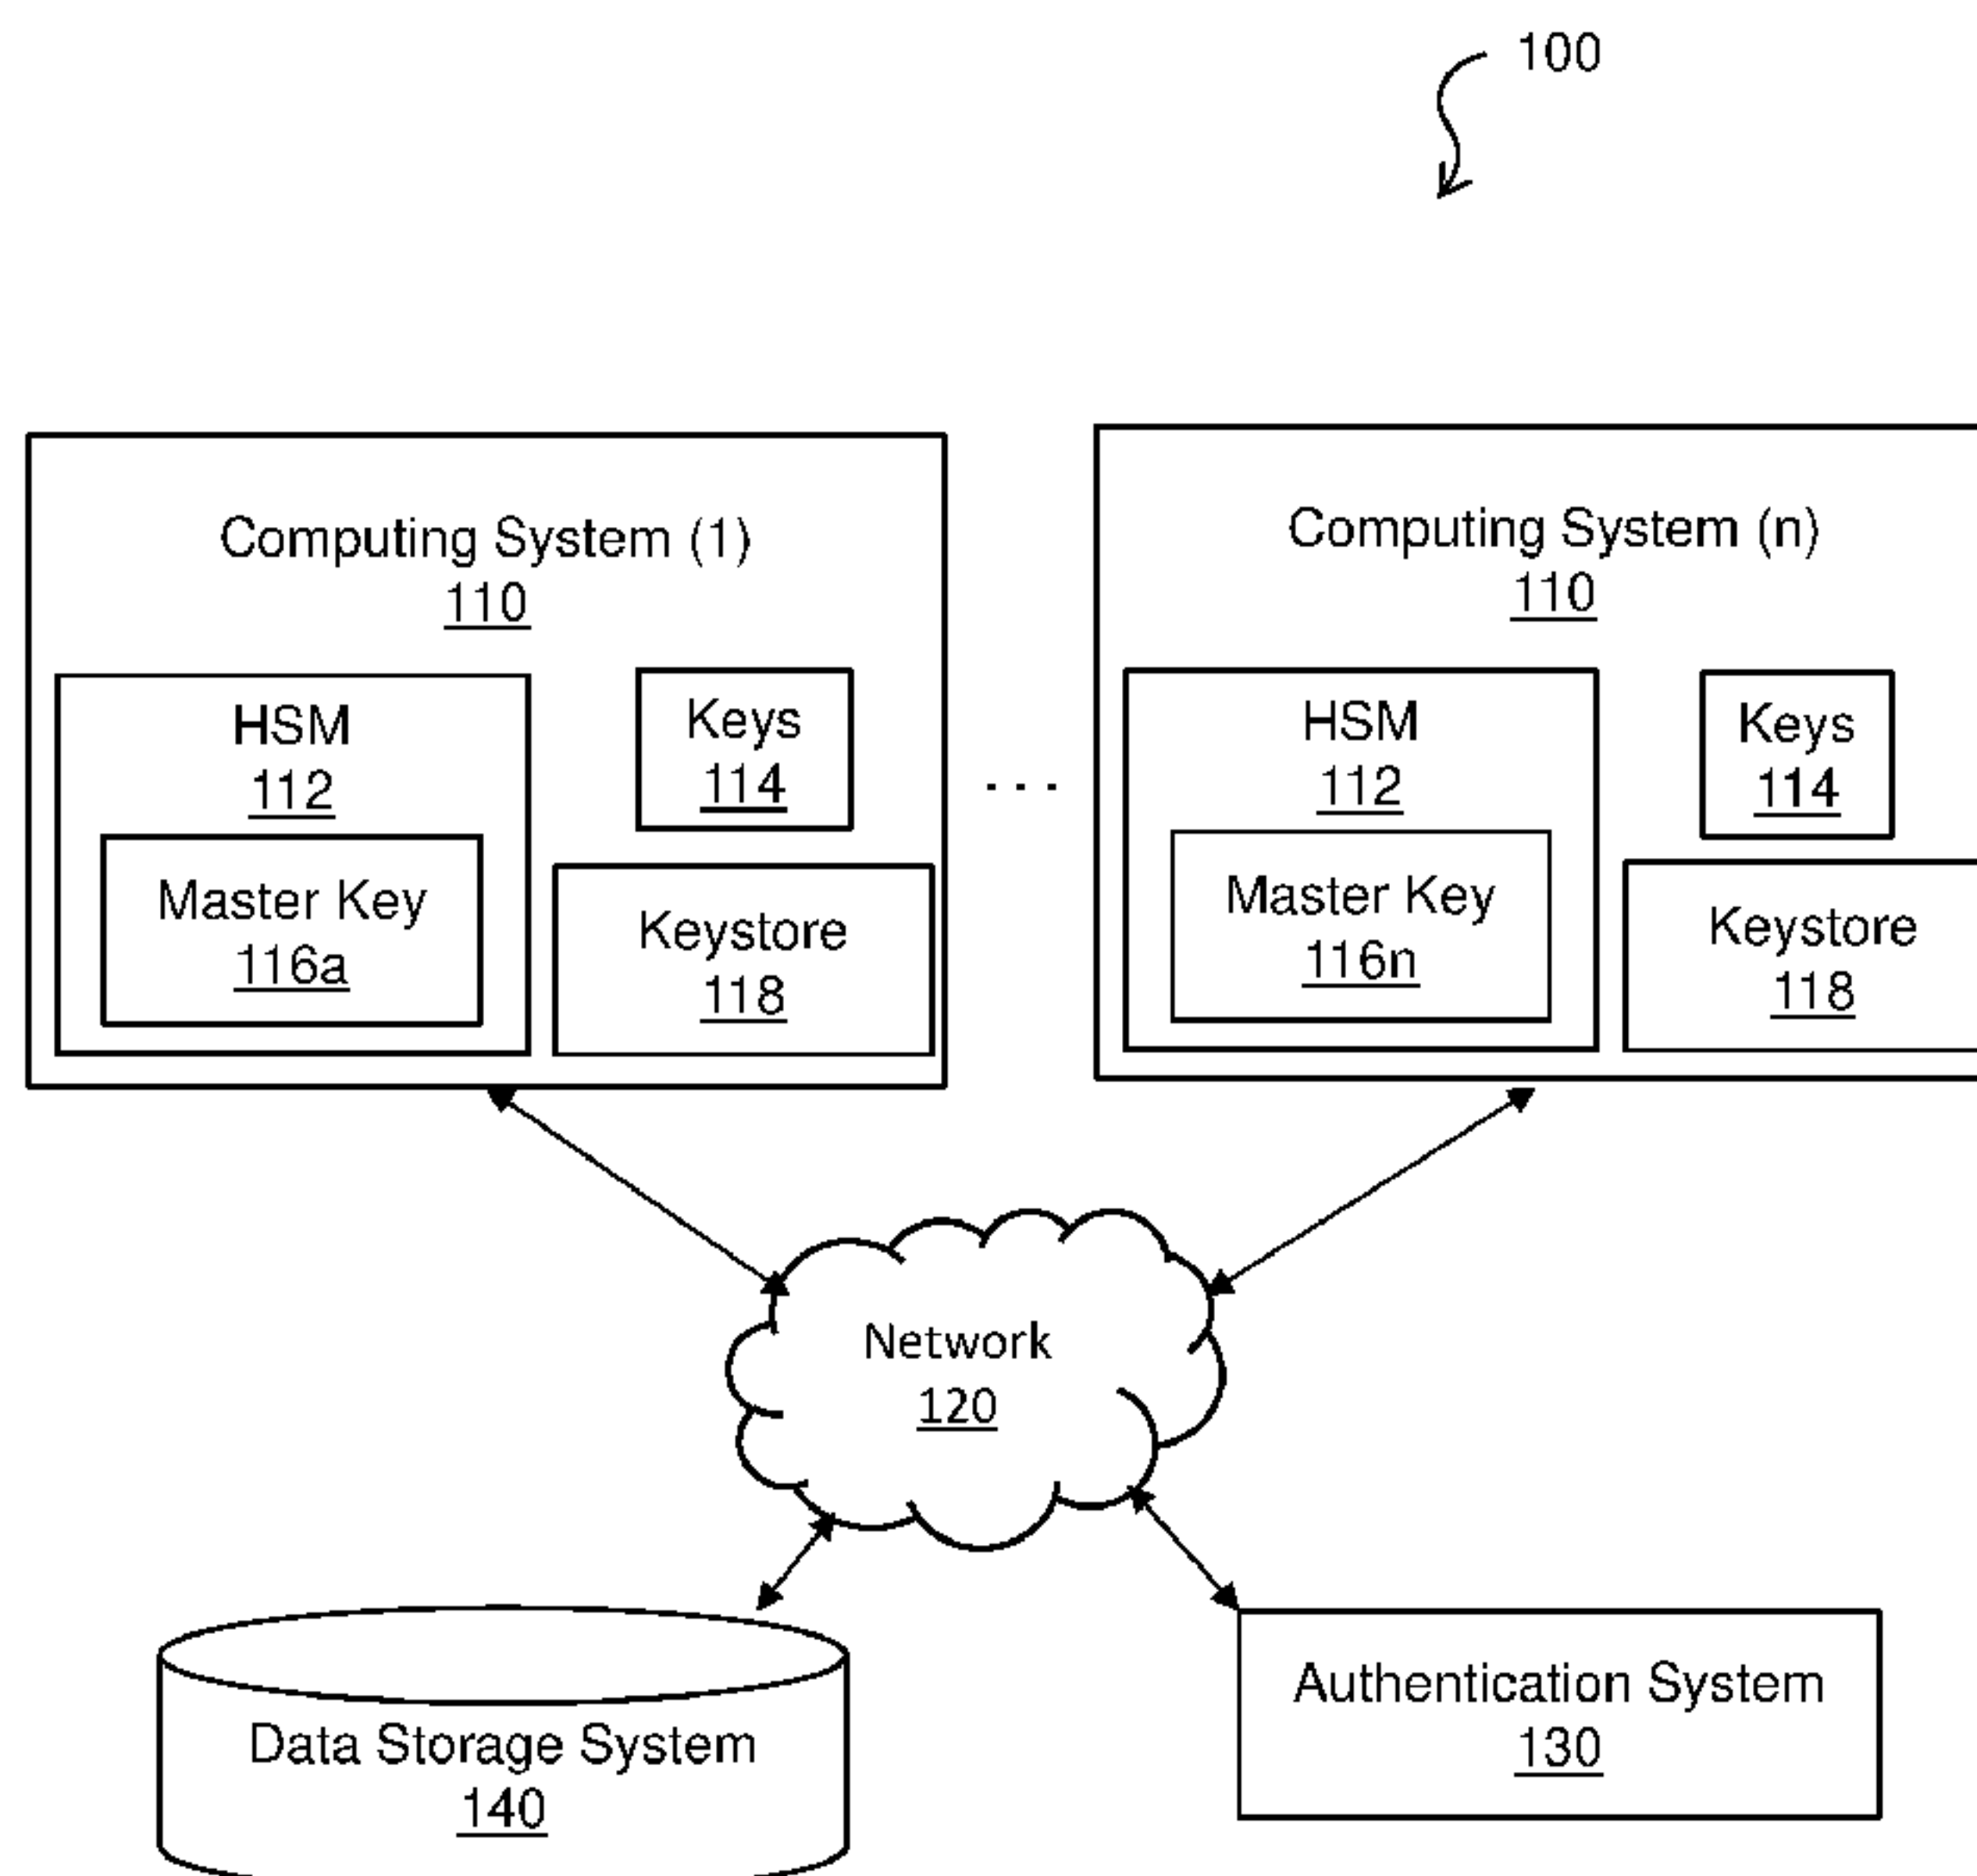 100
Computing System (1)
110
HSM
112
Master Key
116a
Keys
114
Keystore
118
. . .
Computing System (n)
110
HSM
112
Master Key
116n
Keys
114
Keystore
118
Network
120
Data Storage System
140
Authentication System
130